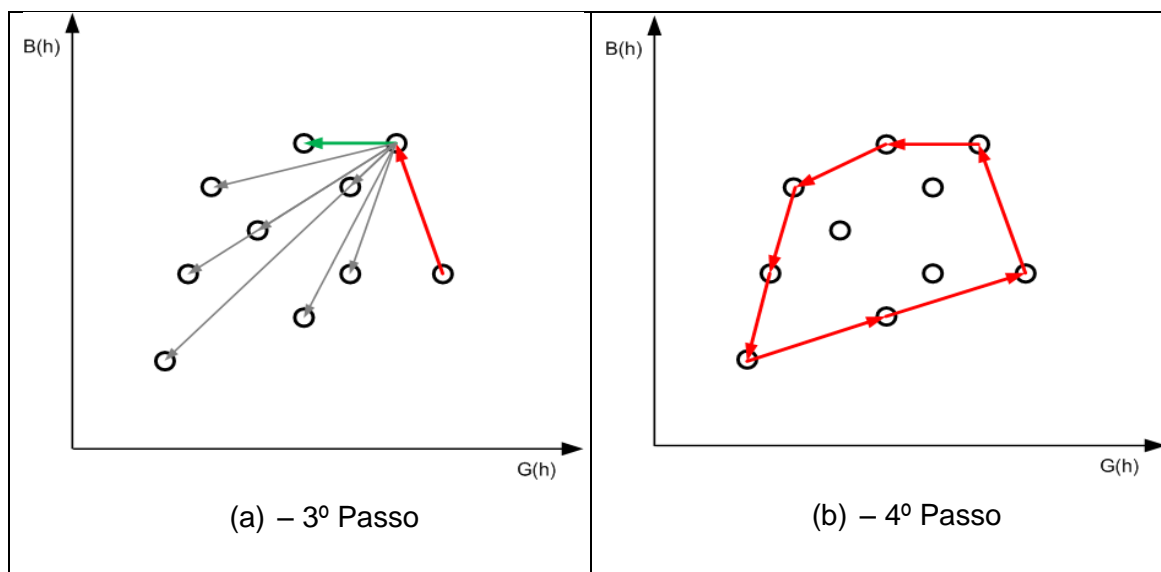 B(h)
G(h)
(a) – 3º Passo
B(h)
G(h)
(b) – 4º Passo